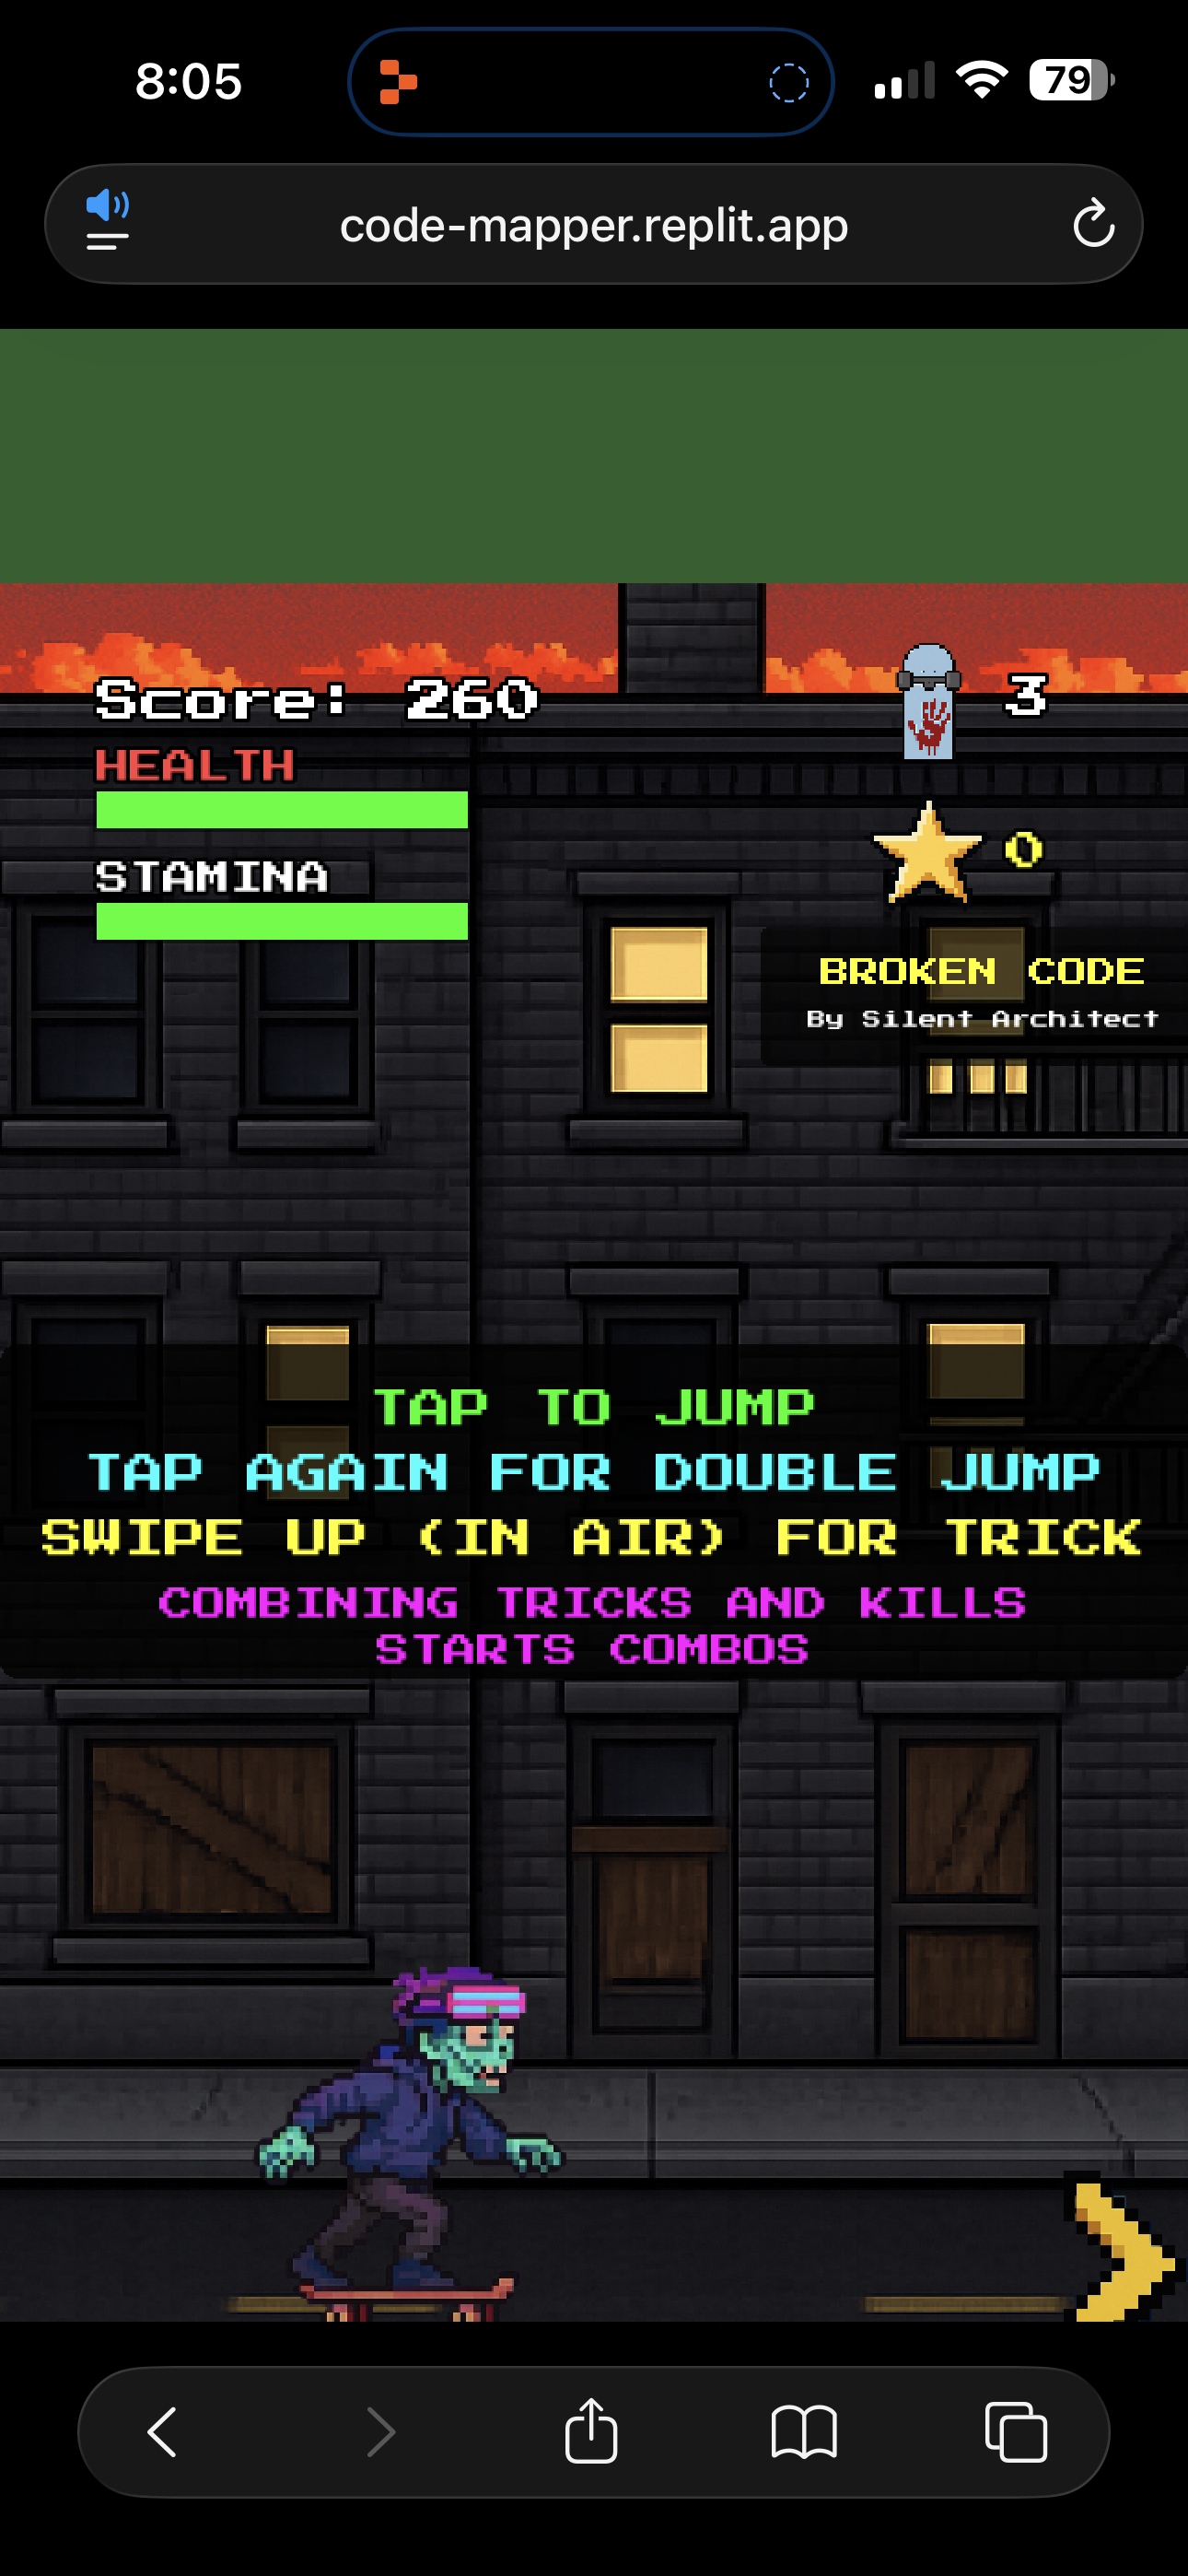 8:05
79
code-mapper.replit.app
Score: 260
3
HEALTH
0
STAMINA
BROKEN CODE
By Silent Architect
TAP TO JUMP
TAP AGAIN FOR DOUBLE JUMP
SWIPE UP (IN AIR) FOR TRICK
COMBINING TRICKS AND KILLS
STARTS COMBOS